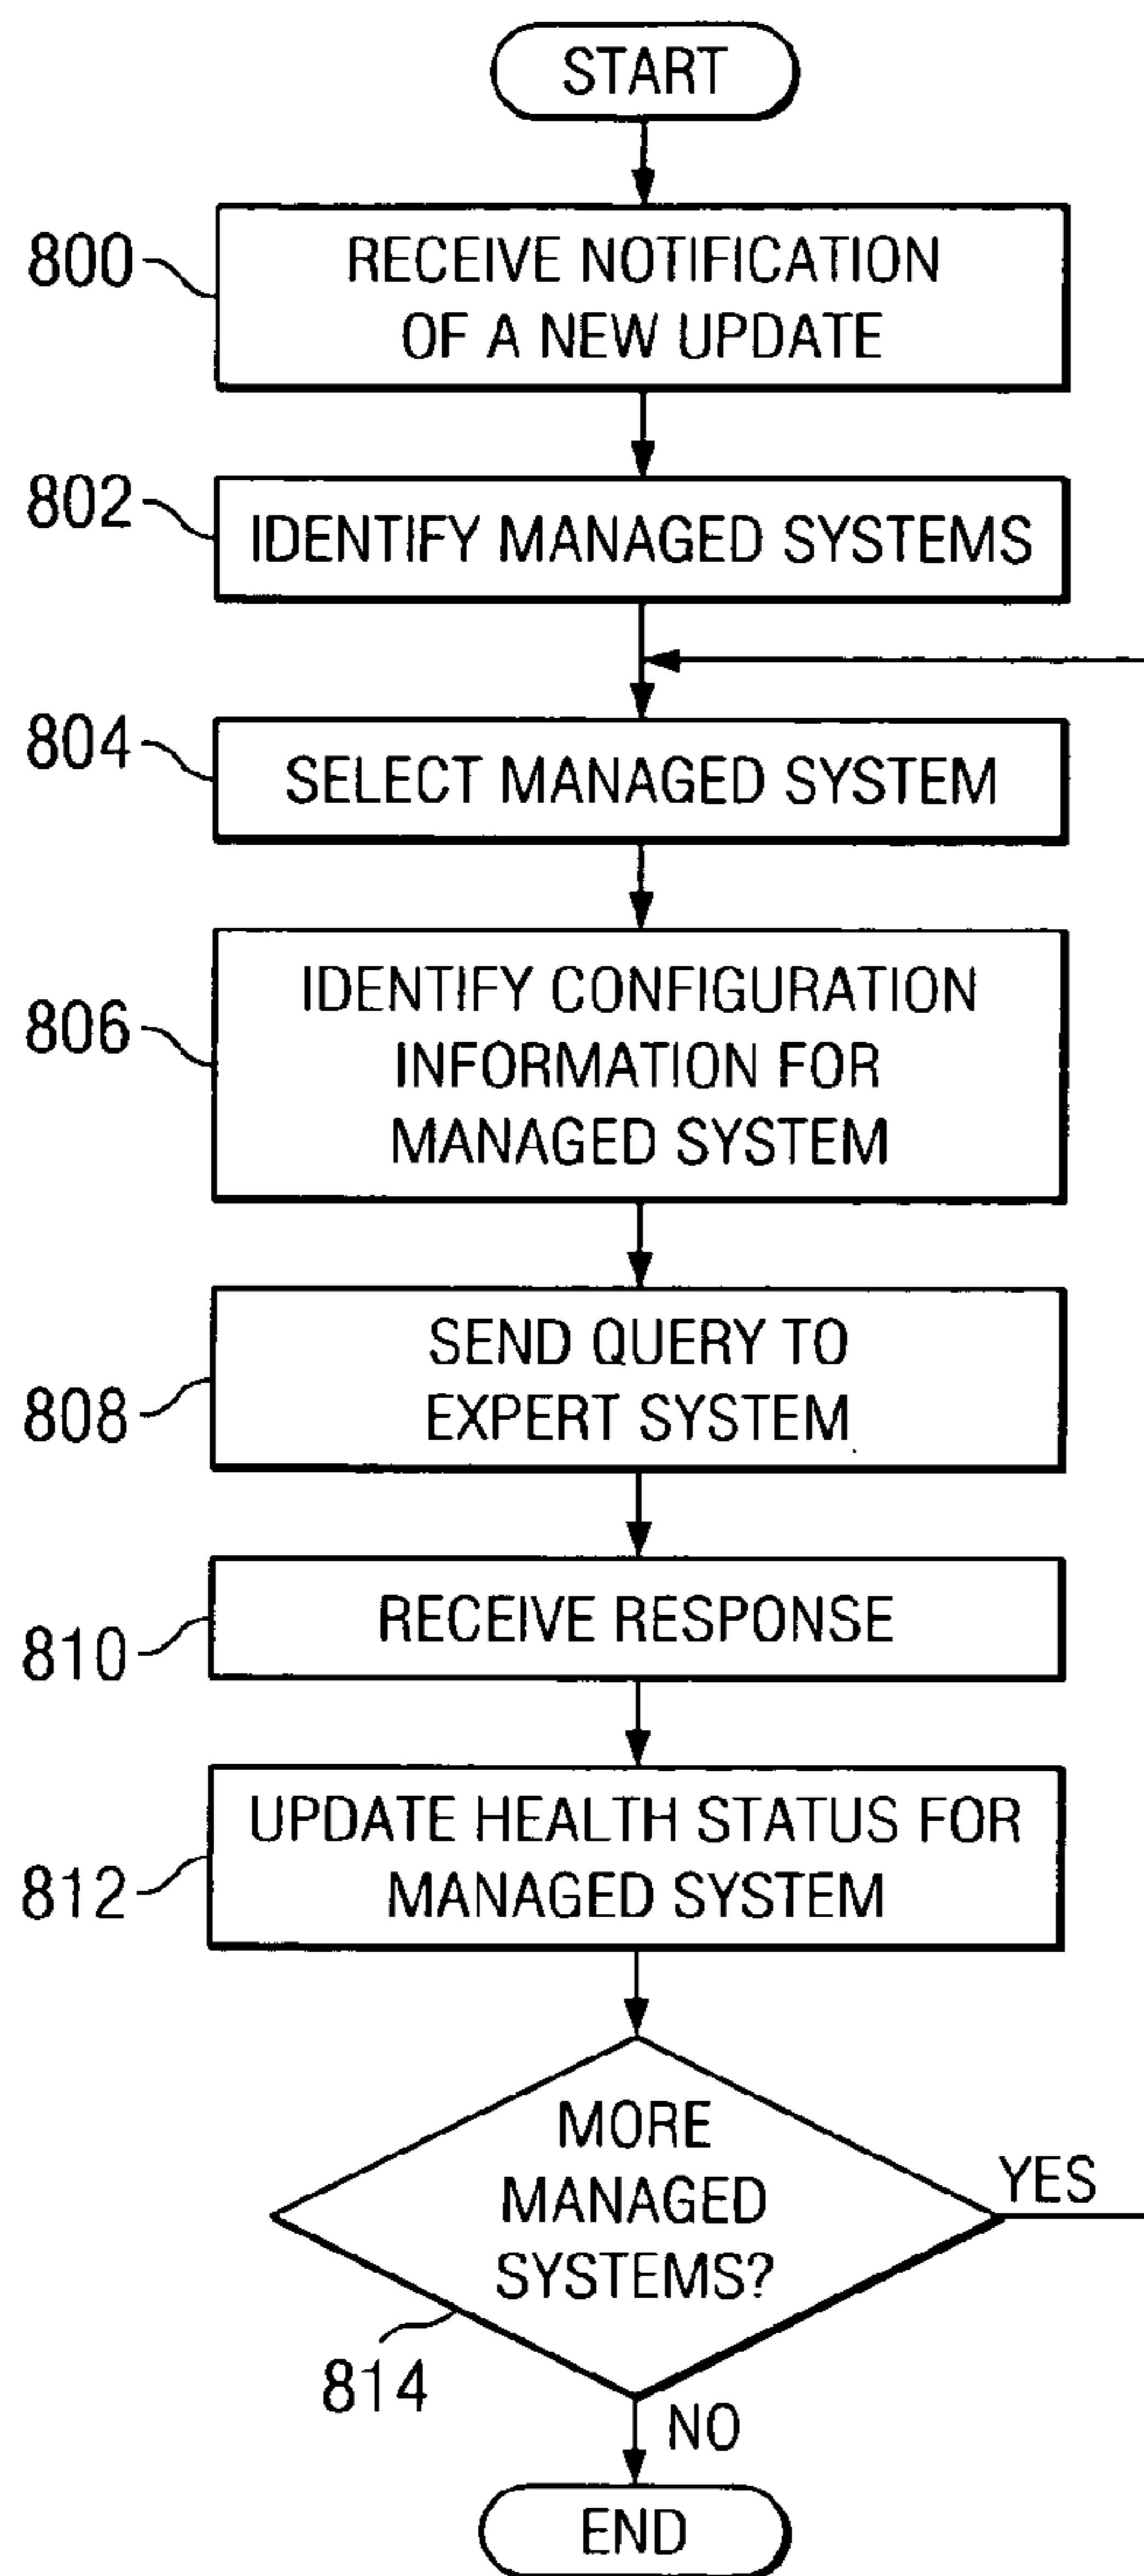 START
800
RECEIVE NOTIFICATION
OF A NEW UPDATE
802
IDENTIFY MANAGED SYSTEMS
804
SELECT MANAGED SYSTEM
806
IDENTIFY CONFIGURATION
INFORMATION FOR
MANAGED SYSTEM
808
SEND QUERY TO
EXPERT SYSTEM
810
RECEIVE RESPONSE
812
UPDATE HEALTH STATUS FOR
MANAGED SYSTEM
MORE
MANAGED
SYSTEMS?
YES
814
NO
END